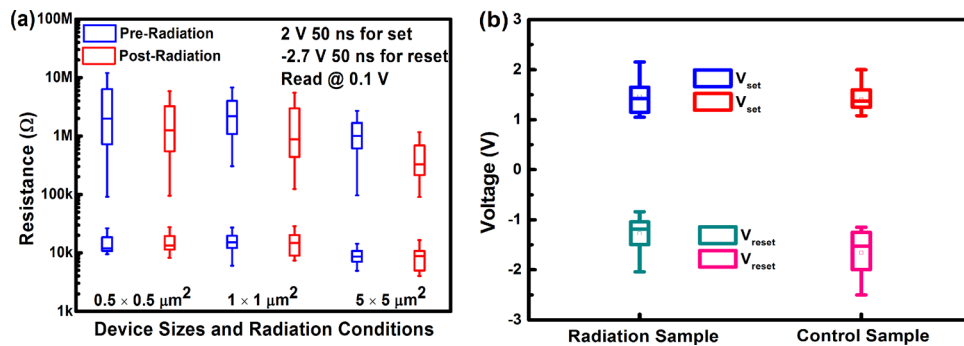 (a)
100M
10M
1M
100k
10k
1k
Resistance (Ω)
Pre-Radiation
Post-Radiation
2 V 50 ns for set
-2.7 V 50 ns for reset
Read @ 0.1 V
0.5 × 0.5 μm²
1 × 1 μm²
5 × 5 μm²
Device Sizes and Radiation Conditions
(b)
3
2
1
0
-1
-2
-3
Voltage (V)
Vset
Vset
Vreset
Vreset
Radiation Sample
Control Sample